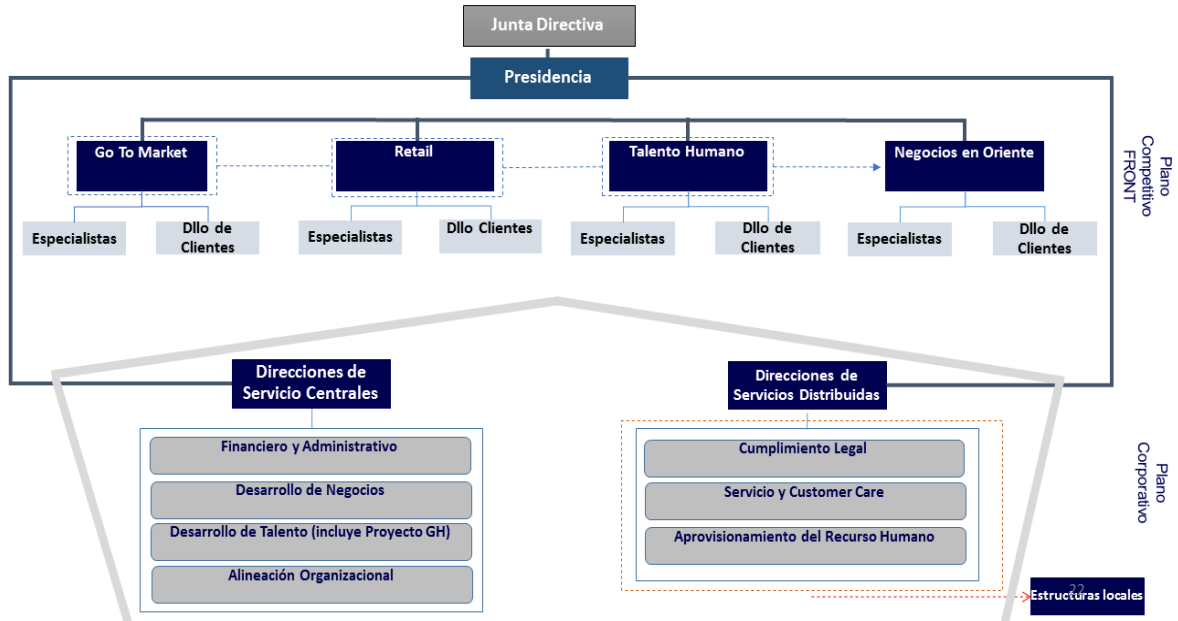 Junta Directiva
Presidencia
Go To Market
Retail
Talento Humano
Negocios en Oriente
Especialistas
Dllo de
Clientes
Especialistas
Dllo Clientes
Especialistas
Dllo de
Clientes
Especialistas
Dllo de
Clientes
Plano
Competitivo
FRONT
Direcciones de
Servicio Centrales
Financiero y Administrativo
Desarrollo de Negocios
Desarrollo de Talento (incluye Proyecto GH)
Alineación Organizacional
Direcciones de
Servicios Distribuidas
Cumplimiento Legal
Servicio y Customer Care
Aprovisionamiento del Recurso Humano
Plano
Corporativo
22
Estructuras locales